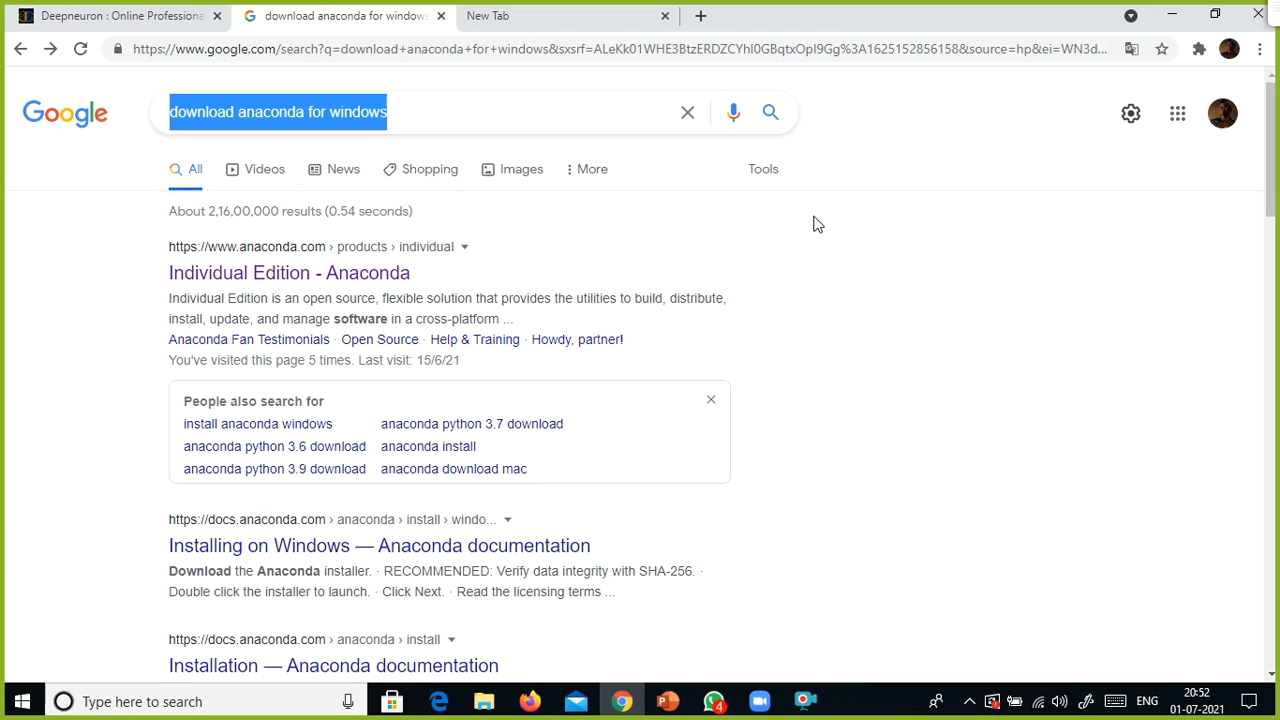 Deepneuron : Online Professiona
download anaconda for windows
New Tab
https://www.google.com/search?q=download+anaconda+for+windows&sxsrf=ALeKk01WHE3BtzERDZCYhI0GBqtxOpI9Gg%3A1625152856158&source=hp&ei=WN3d...
Google
download anaconda for windows
All
Videos
News
Shopping
Images
More
Tools
About 2,16,00,000 results (0.54 seconds)
https://www.anaconda.com › products › individual
Individual Edition - Anaconda
Individual Edition is an open source, flexible solution that provides the utilities to build, distribute,
install, update, and manage software in a cross-platform ...
Anaconda Fan Testimonials · Open Source · Help & Training · Howdy, partner!
You've visited this page 5 times. Last visit: 15/6/21
People also search for
install anaconda windows
anaconda python 3.7 download
anaconda python 3.6 download
anaconda install
anaconda python 3.9 download
anaconda download mac
https://docs.anaconda.com › anaconda › install › windo...
Installing on Windows — Anaconda documentation
Download the Anaconda installer. · RECOMMENDED: Verify data integrity with SHA-256. ·
Double click the installer to launch. · Click Next. · Read the licensing terms ...
https://docs.anaconda.com › anaconda › install
Installation — Anaconda documentation
Type here to search
4
ENG
20:52
01-07-2021